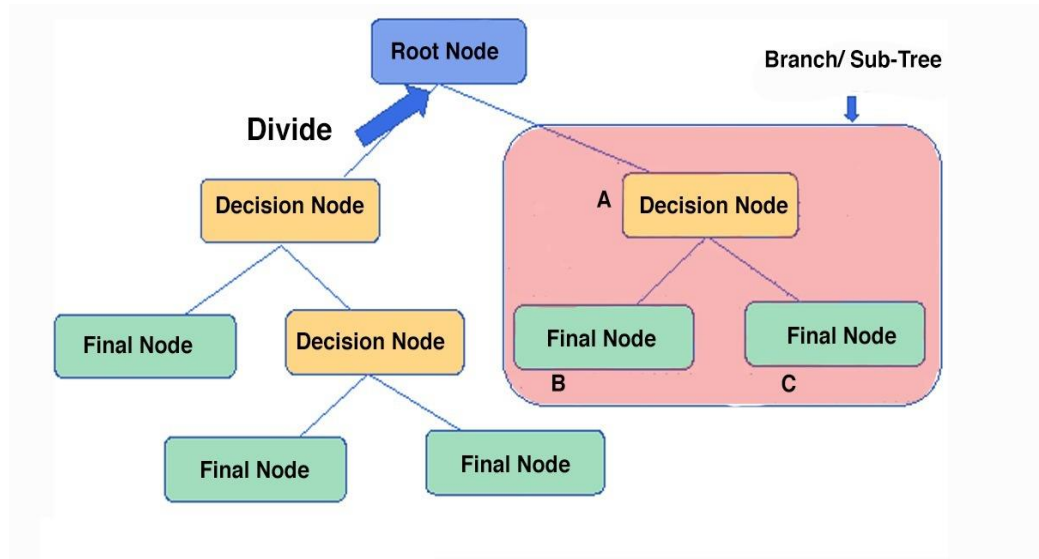 Root Node
Branch/ Sub-Tree
Divide
Decision Node
A
Decision Node
Final Node
Decision Node
Final Node
Final Node
B
C
Final Node
Final Node